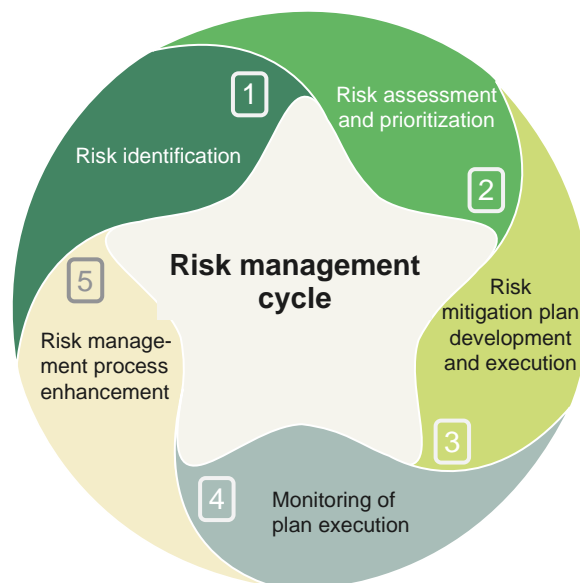 Risk management
cycle
1
Risk identification
2
Risk assessment
and prioritization
3
Risk
mitigation plan
development
and execution
4
Monitoring of
plan execution
5
Risk manage-
ment process
enhancement